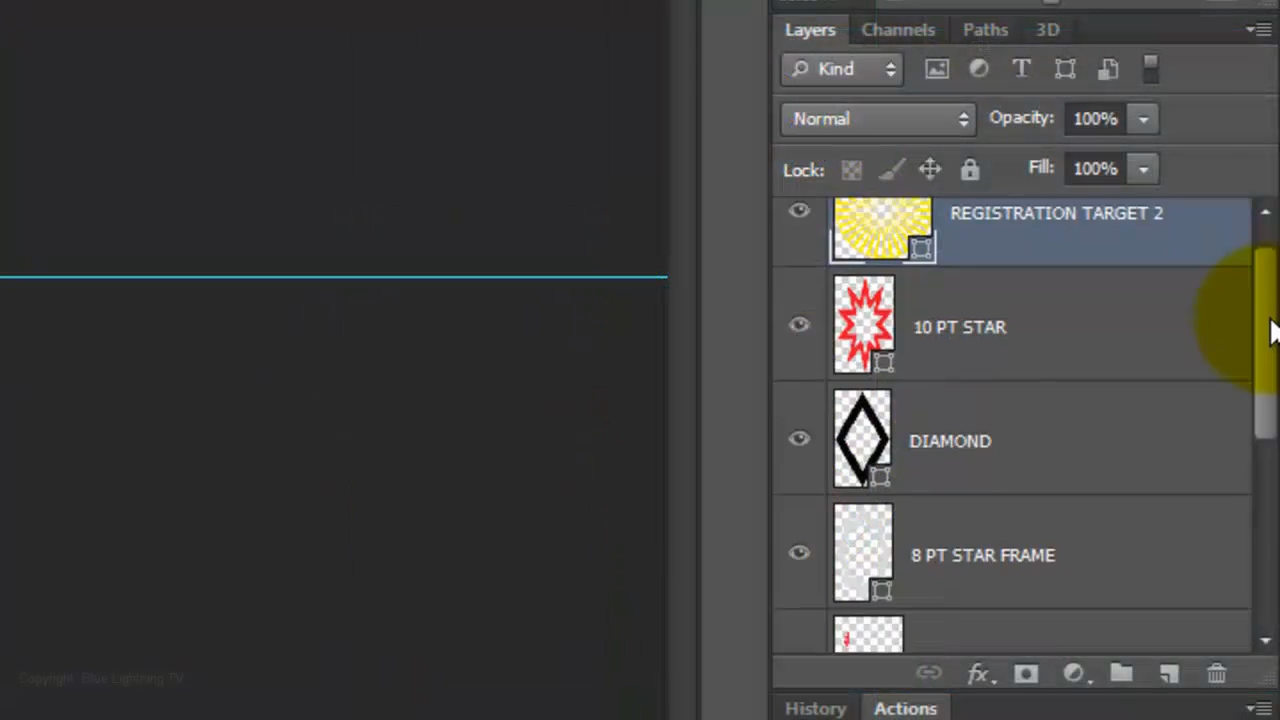 Layers Channels Paths 3D
Kind
Normal Opacity: 100%
Lock: Fill: 100%
REGISTRATION TARGET 2
10 PT STAR
DIAMOND
8 PT STAR FRAME
fx
History Actions
Copyright Blue Lightning TV